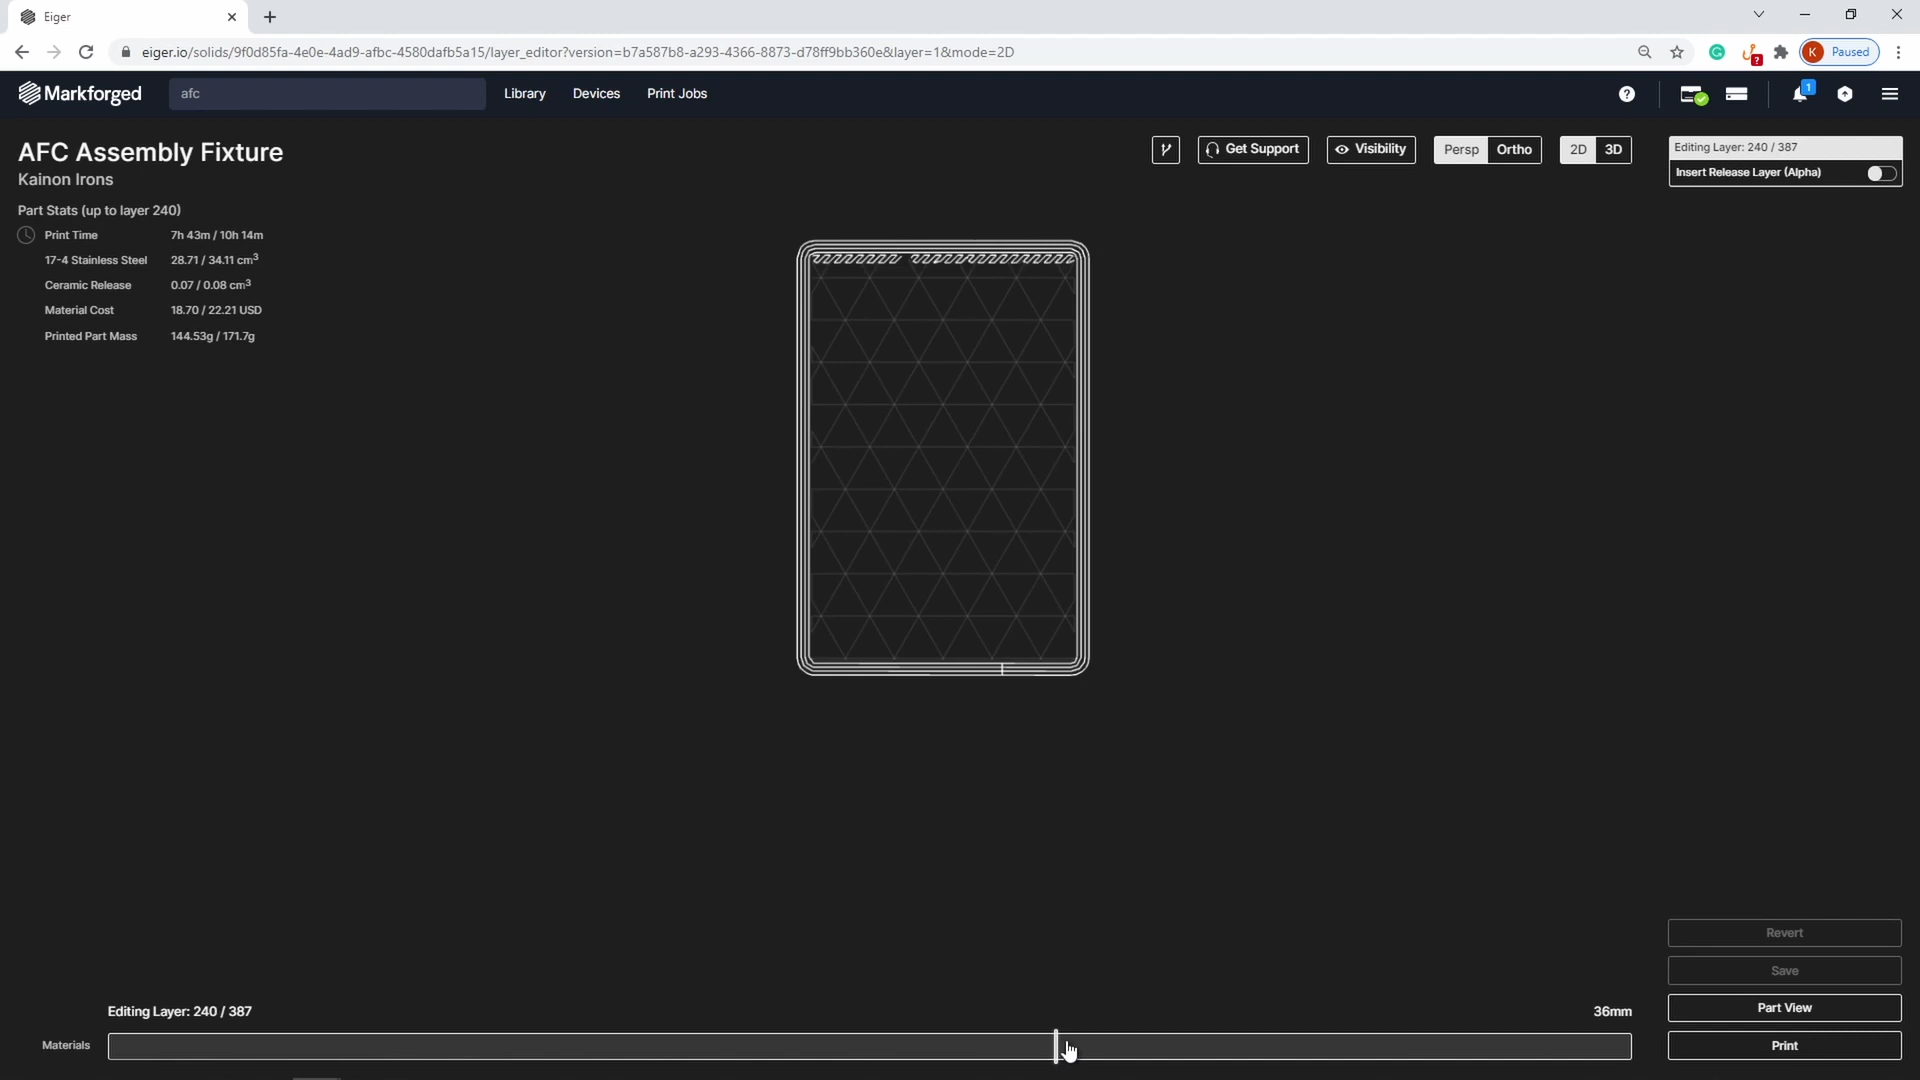 Eiger
eiger.io/solids/9f0d85fa-4e0e-4ad9-afbc-4580dafb5a15/layer_editor?version=b7a587b8-a293-4366-8873-d78ff9bb360e&layer=1&mode=2D
?
K Paused
Markforged
afc
Library
Devices
Print Jobs
?
1
AFC Assembly Fixture
Kainon Irons
Get Support
Visibility
Persp Ortho
2D 3D
Editing Layer: 240 / 387
Insert Release Layer (Alpha)
Part Stats (up to layer 240)
Print Time 7h 43m / 10h 14m
17-4 Stainless Steel 28.71 / 34.11 cm³
Ceramic Release 0.07 / 0.08 cm³
Material Cost 18.70 / 22.21 USD
Printed Part Mass 144.53g / 171.7g
Revert
Save
Part View
Print
Editing Layer: 240 / 387
36mm
Materials